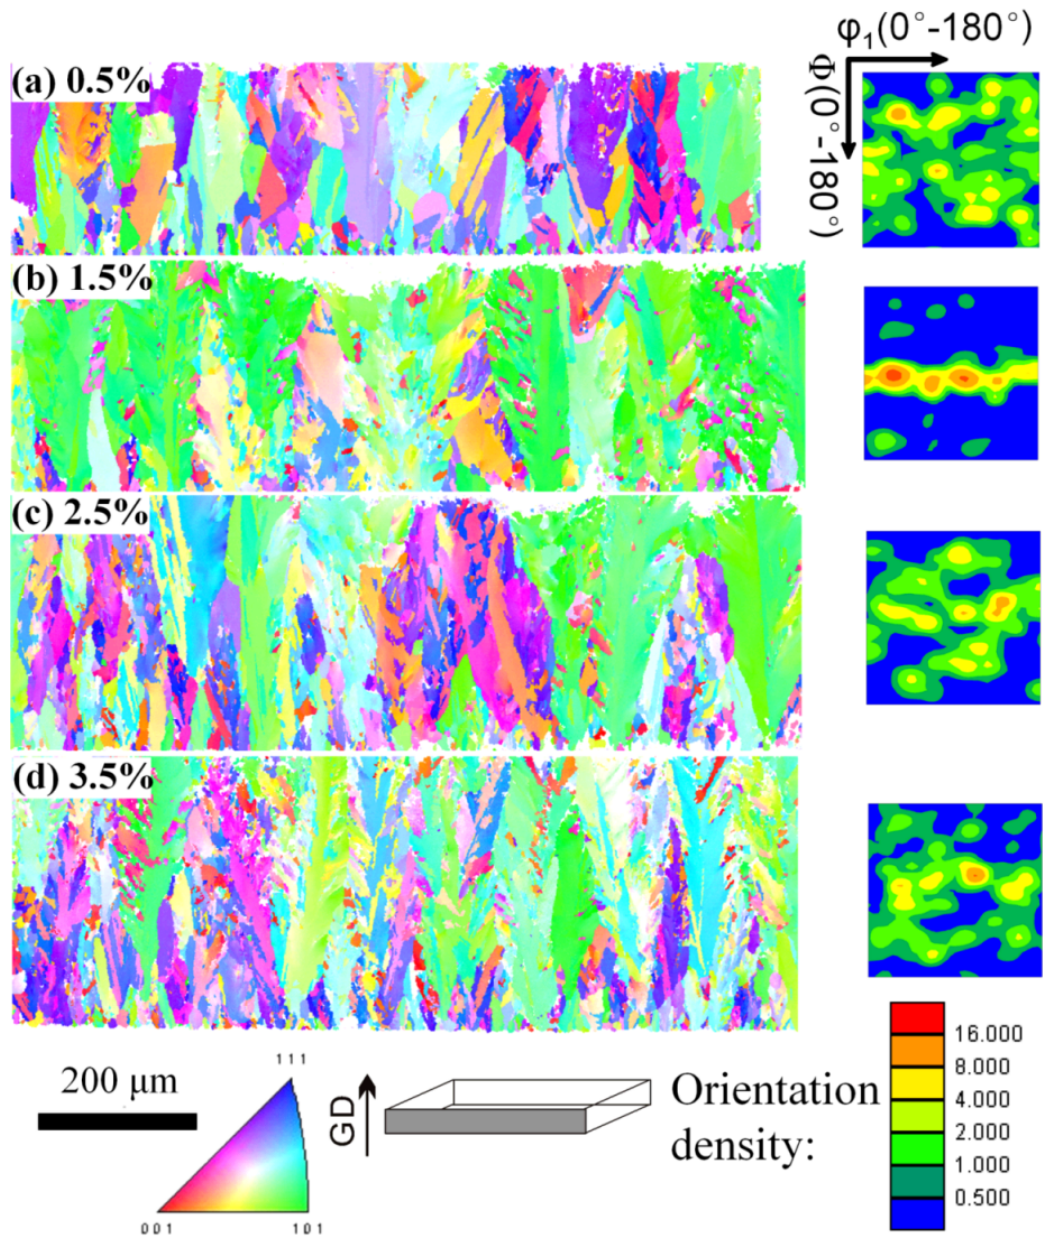 φ₁(0°-180°)
Φ(0°-180°)
(a) 0.5%
(b) 1.5%
(c) 2.5%
(d) 3.5%
200 μm
111
001
101
GD
Orientation
density:
16.000
8.000
4.000
2.000
1.000
0.500